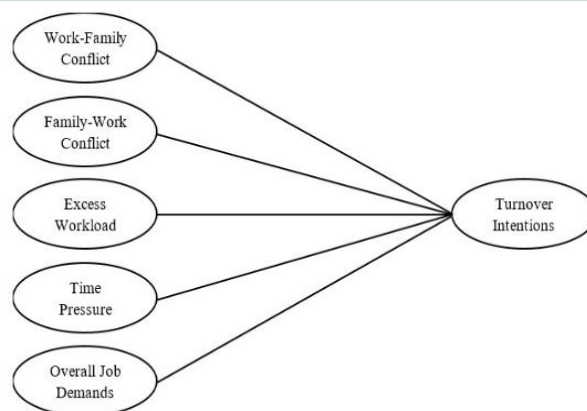 Work-Family
Conflict
Family-Work
Conflict
Excess
Workload
Time
Pressure
Overall Job
Demands
Turnover
Intentions